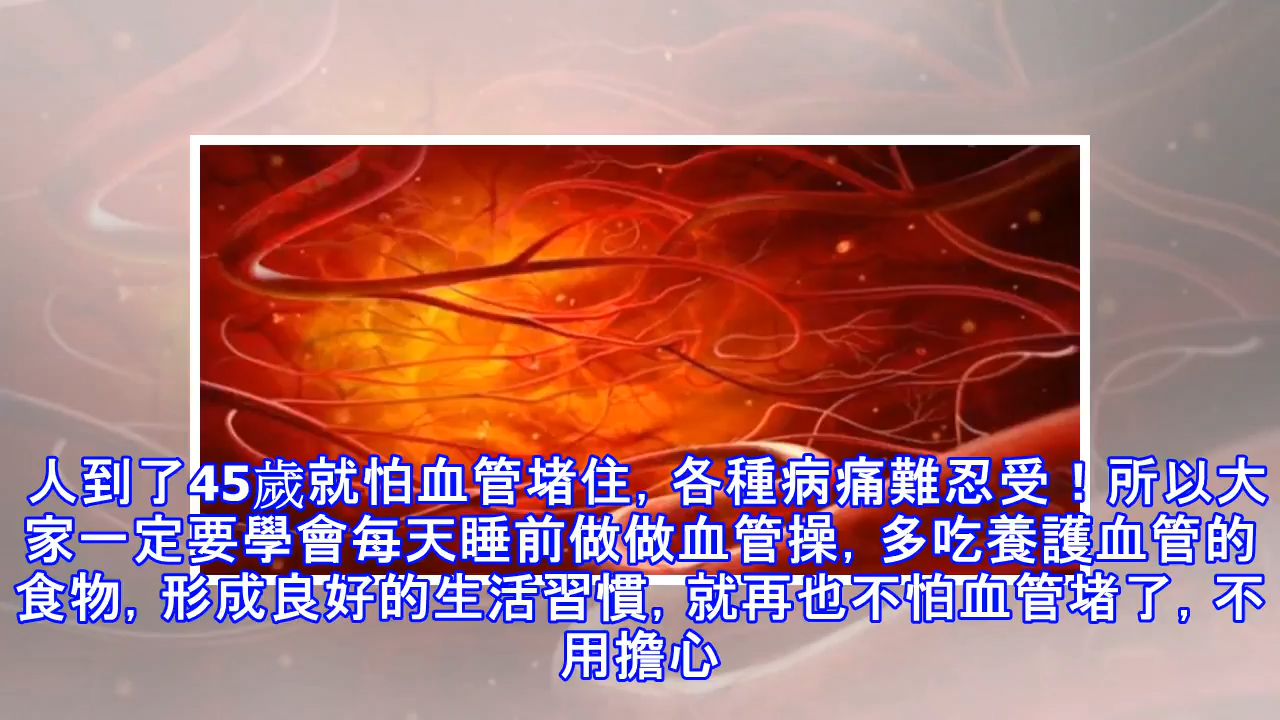 人到了45歲就怕血管堵住, 各種病痛難忍受！所以大
家一定要學會每天睡前做做血管操, 多吃養護血管的
食物, 形成良好的生活習慣, 就再也不怕血管堵了, 不
用擔心